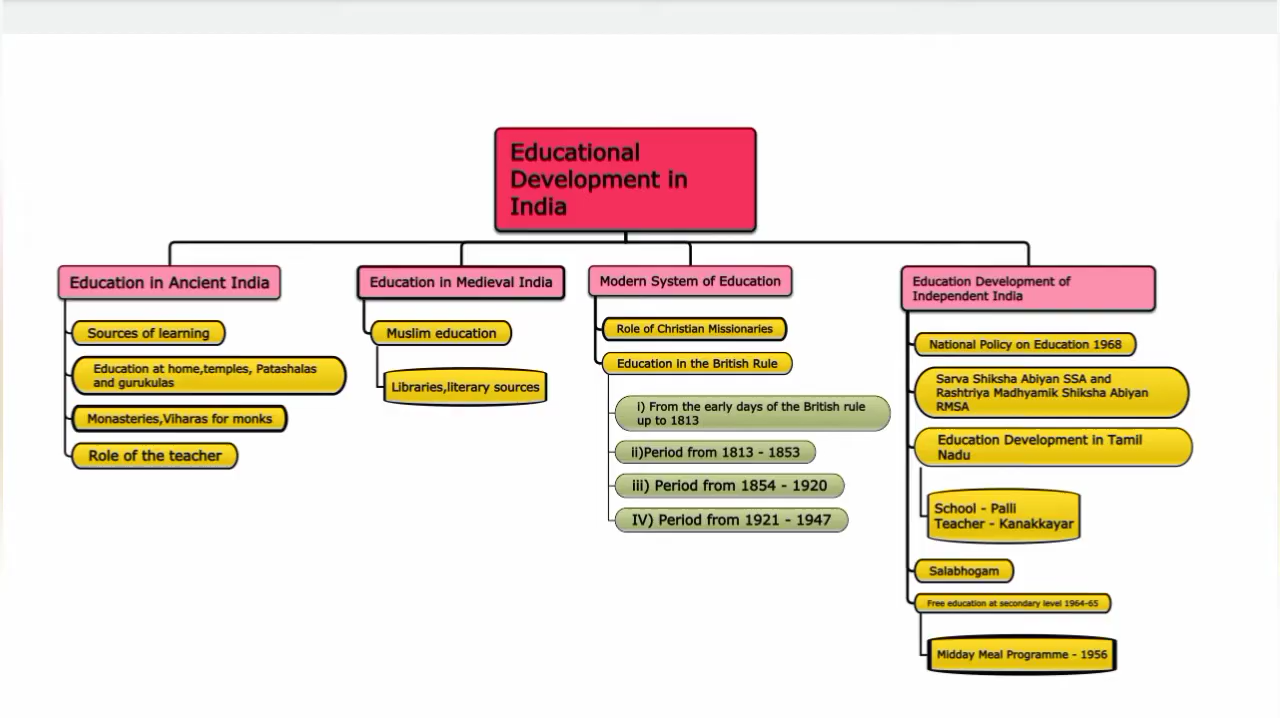 Educational
Development in
India
Education in Ancient India
Sources of learning
Education at home,temples, Patashalas
and gurukulas
Monasteries,Viharas for monks
Role of the teacher
Education in Medieval India
Muslim education
Libraries,literary sources
Modern System of Education
Role of Christian Missionaries
Education in the British Rule
i) From the early days of the British rule
up to 1813
ii)Period from 1813 - 1853
iii) Period from 1854 - 1920
IV) Period from 1921 - 1947
Education Development of
Independent India
National Policy on Education 1968
Sarva Shiksha Abiyan SSA and
Rashtriya Madhyamik Shiksha Abiyan
RMSA
Education Development in Tamil
Nadu
School - Palli
Teacher - Kanakkayar
Salabhogam
Free education at secondary level 1964-65
Midday Meal Programme - 1956